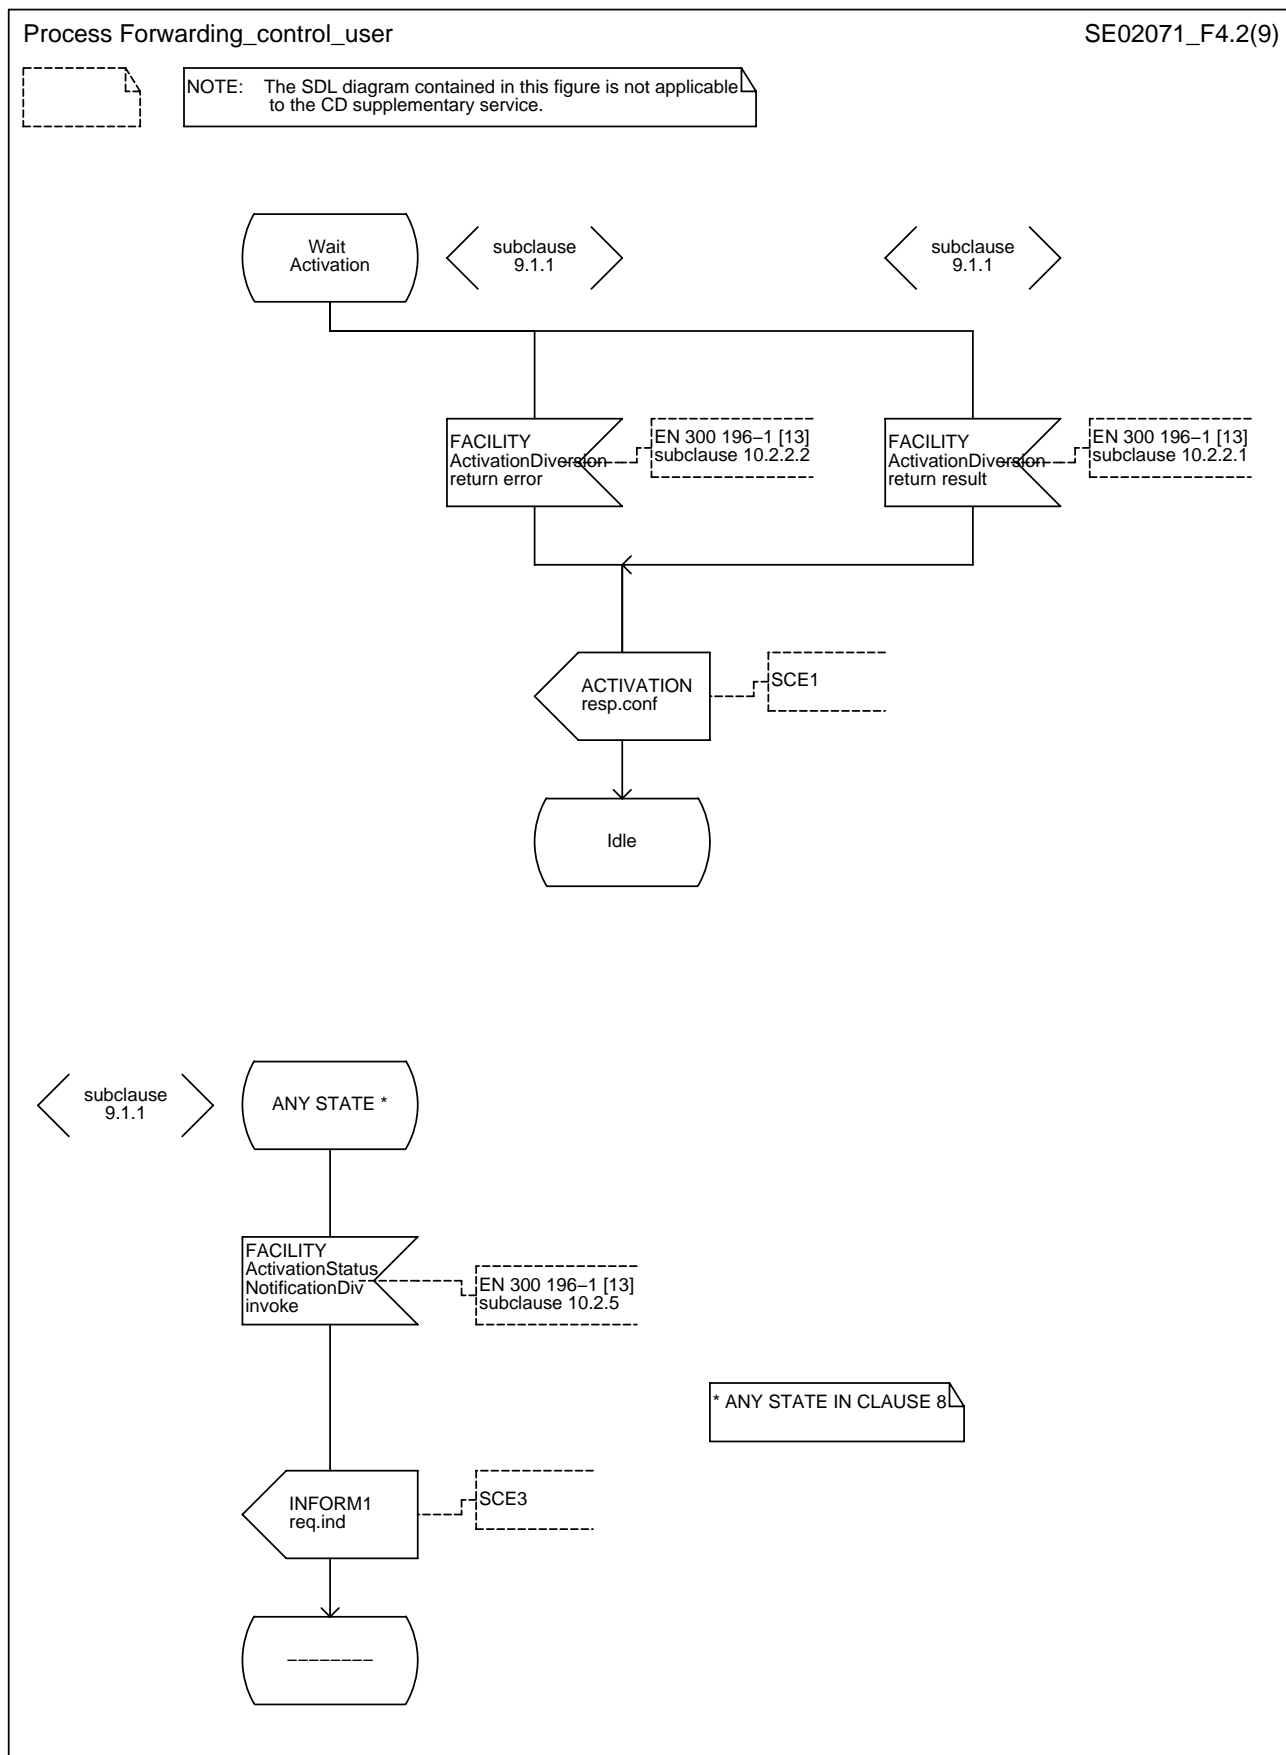 Process Forwarding_control_user
SE02071_F4.2(9)
NOTE: The SDL diagram contained in this figure is not applicable
to the CD supplementary service.
Wait
Activation
subclause
9.1.1
subclause
9.1.1
FACILITY
ActivationDiversion
return error
EN 300 196–1 [13]
subclause 10.2.2.2
FACILITY
ActivationDiversion
return result
EN 300 196–1 [13]
subclause 10.2.2.1
ACTIVATION
resp.conf
SCE1
Idle
subclause
9.1.1
ANY STATE *
FACILITY
ActivationStatus
NotificationDiv
invoke
EN 300 196–1 [13]
subclause 10.2.5
* ANY STATE IN CLAUSE 8
INFORM1
req.ind
SCE3
–––––––––